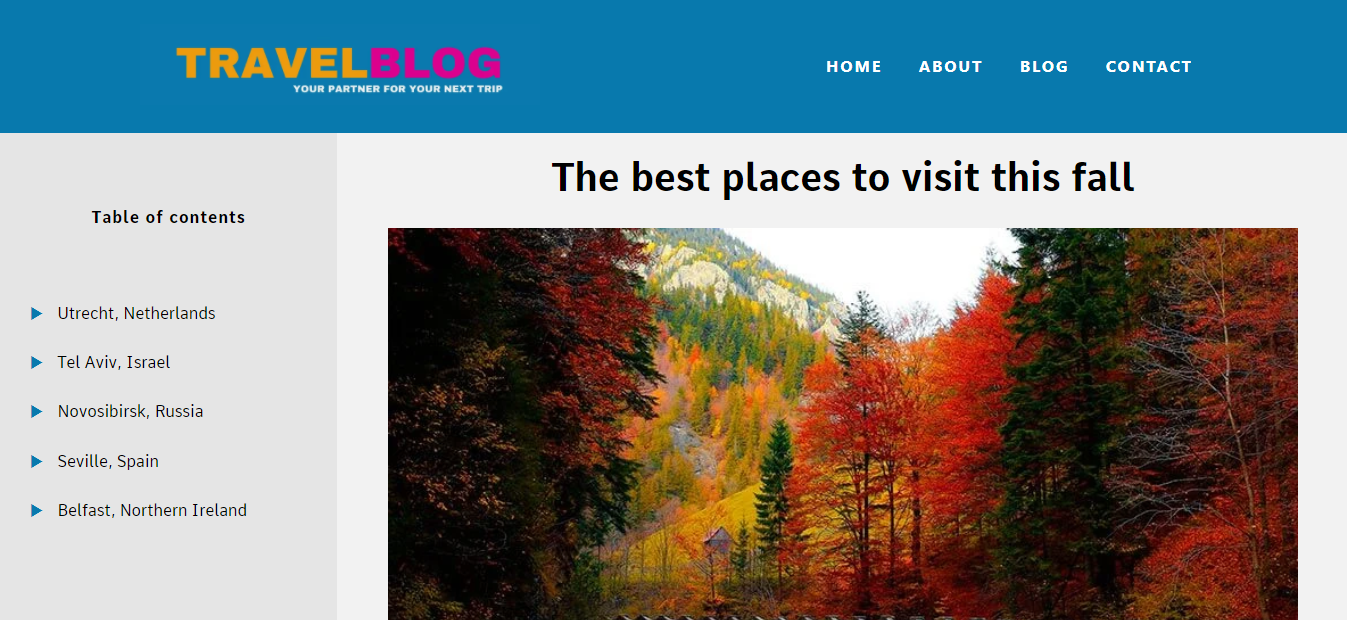 TRAVELBLOG
YOUR PARTNER FOR YOUR NEXT TRIP
HOME ABOUT BLOG CONTACT
Table of contents
Utrecht, Netherlands
Tel Aviv, Israel
Novosibirsk, Russia
Seville, Spain
Belfast, Northern Ireland
The best places to visit this fall